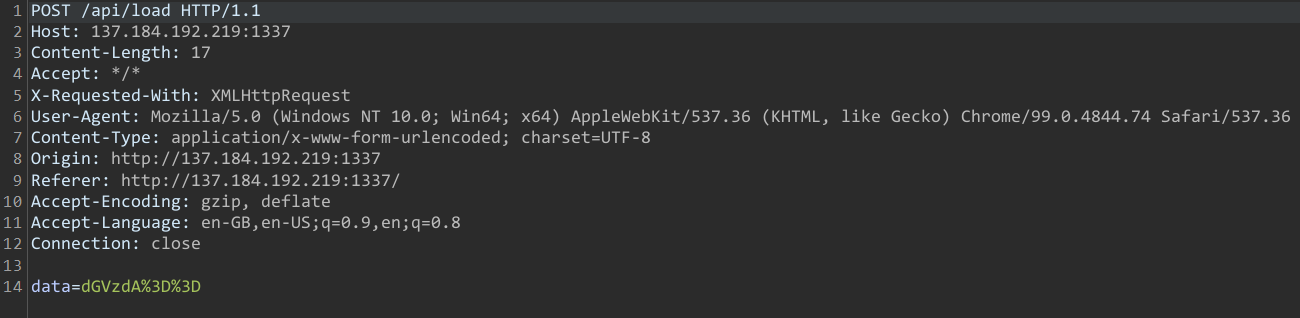 1 POST /api/load HTTP/1.1
2 Host: 137.184.192.219:1337
3 Content-Length: 17
4 Accept: */*
5 X-Requested-With: XMLHttpRequest
6 User-Agent: Mozilla/5.0 (Windows NT 10.0; Win64; x64) AppleWebKit/537.36 (KHTML, like Gecko) Chrome/99.0.4844.74 Safari/537.36
7 Content-Type: application/x-www-form-urlencoded; charset=UTF-8
8 Origin: http://137.184.192.219:1337
9 Referer: http://137.184.192.219:1337/
10 Accept-Encoding: gzip, deflate
11 Accept-Language: en-GB,en-US;q=0.9,en;q=0.8
12 Connection: close
13
14 data=dGVzdA%3D%3D